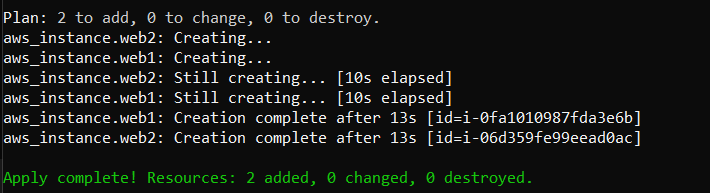 Plan: 2 to add, 0 to change, 0 to destroy.
aws_instance.web2: Creating...
aws_instance.web1: Creating...
aws_instance.web2: Still creating... [10s elapsed]
aws_instance.web1: Still creating... [10s elapsed]
aws_instance.web1: Creation complete after 13s [id=i-0fa1010987fda3e6b]
aws_instance.web2: Creation complete after 13s [id=i-06d359fe99eead0ac]
Apply complete! Resources: 2 added, 0 changed, 0 destroyed.